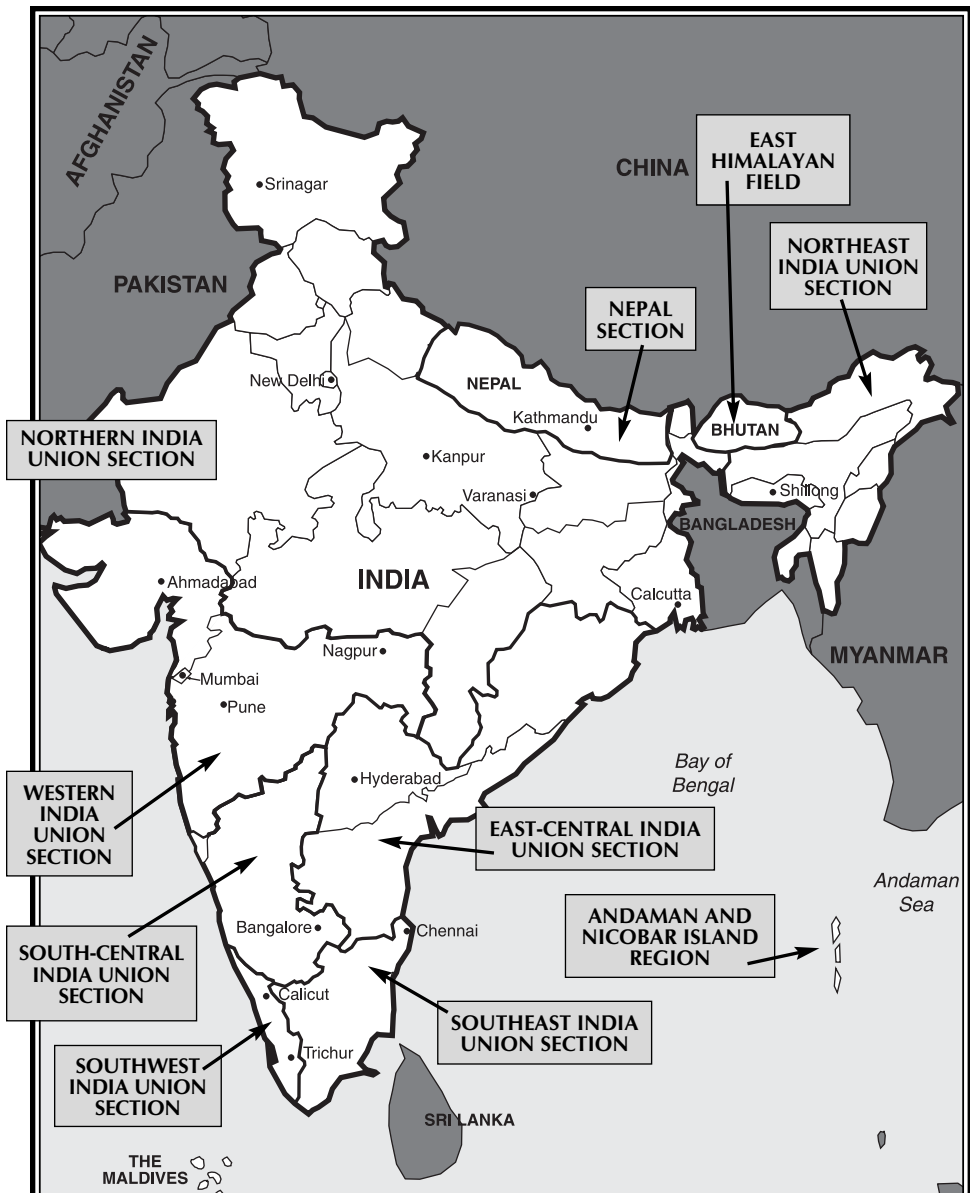 AFGHANISTAN
CHINA
EAST
HIMALAYAN
FIELD
Srinagar
NORTHEAST
INDIA UNION
SECTION
PAKISTAN
NEPAL
SECTION
New Delhi
NEPAL
Kathmandu
BHUTAN
NORTHERN INDIA
UNION SECTION
Kanpur
Varanasi
Shillong
BANGLADESH
Ahmadabad
INDIA
Calcutta
Nagpur
MYANMAR
Mumbai
Pune
Bay of
Bengal
Hyderabad
WESTERN
INDIA
UNION
SECTION
EAST-CENTRAL INDIA
UNION SECTION
Andaman
Sea
ANDAMAN AND
NICOBAR ISLAND
REGION
Bangalore
Chennai
SOUTH-CENTRAL
INDIA UNION
SECTION
Calicut
SOUTHEAST INDIA
UNION SECTION
SOUTHWEST
INDIA UNION
SECTION
Trichur
SRI LANKA
THE
MALDIVES